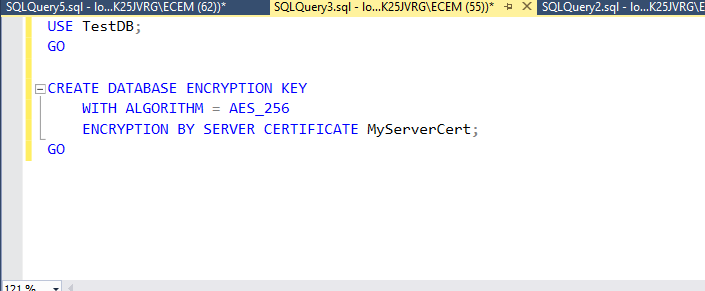 SQLQuery5.sql - lo...K25JVRG\ECEM (62))*
SQLQuery3.sql - lo...K25JVRG\ECEM (55))*
SQLQuery2.sql - lo...K25JVRG\E
USE TestDB;
GO
CREATE DATABASE ENCRYPTION KEY
WITH ALGORITHM = AES_256
ENCRYPTION BY SERVER CERTIFICATE MyServerCert;
GO
121 %